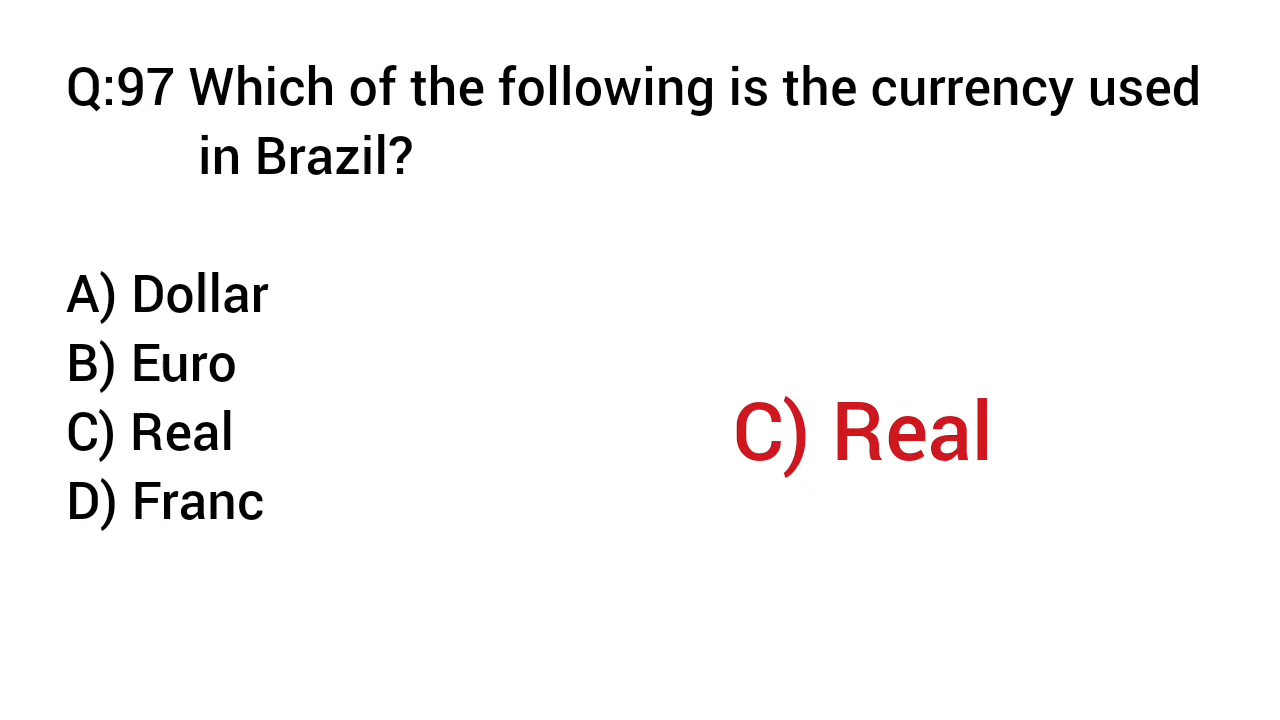 Q:97 Which of the following is the currency used
in Brazil?
A) Dollar
B) Euro
C) Real
D) Franc
C) Real